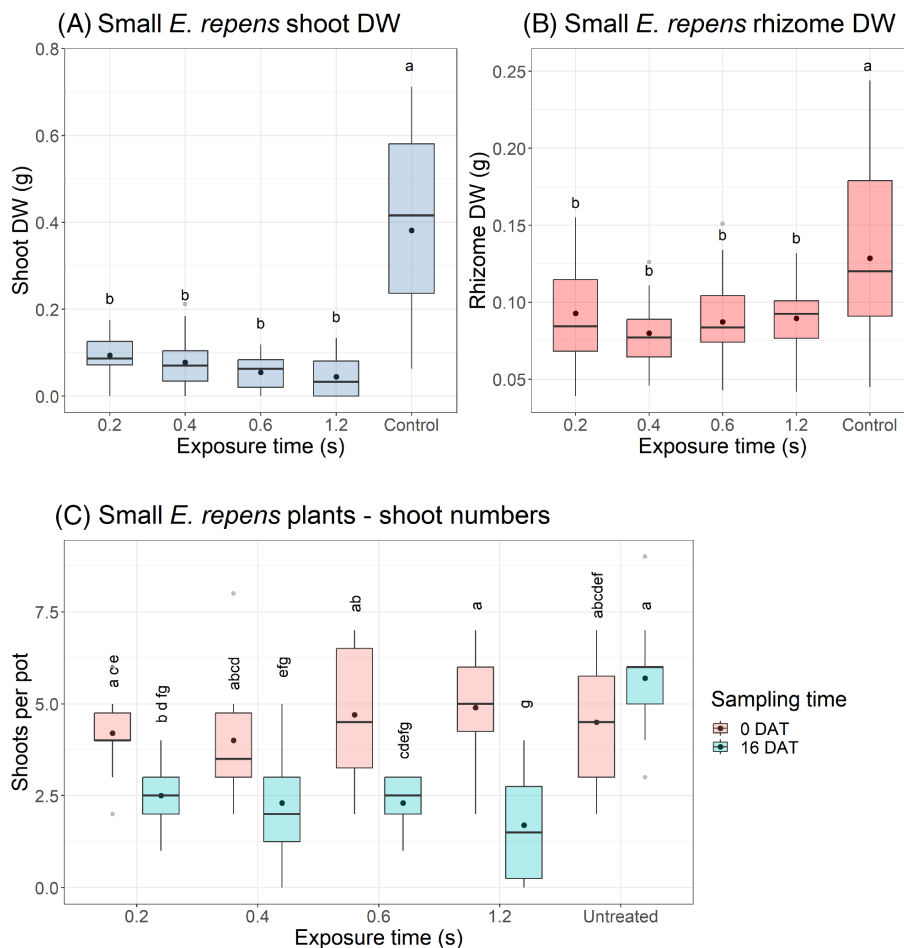 (A) Small E. repens shoot DW
0.8
0.6
0.4
0.2
0.0
Shoot DW (g)
a
b
b
b
b
0.2 0.4 0.6 1.2 Control
Exposure time (s)
(B) Small E. repens rhizome DW
0.25
0.20
0.15
0.10
0.05
Rhizome DW (g)
a
b
b
b
b
0.2 0.4 0.6 1.2 Control
Exposure time (s)
(C) Small E. repens plants - shoot numbers
7.5
5.0
2.5
0.0
Shoots per pot
a c e
b d fg
abcd
efg
ab
cdefg
a
g
abcdef
a
0.2 0.4 0.6 1.2 Untreated
Exposure time (s)
Sampling time
0 DAT
16 DAT